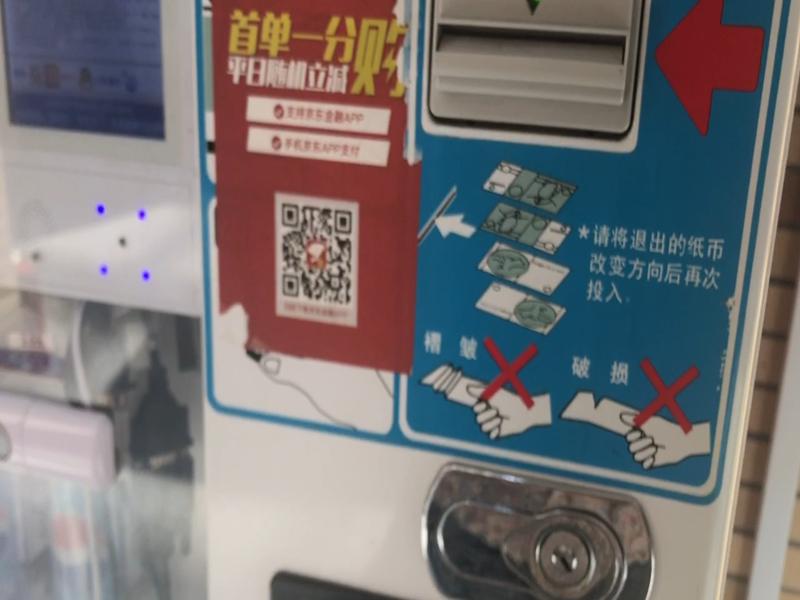 首单一分购
平日随机立减
支持京东金融APP
手机京东APP支付
*请将退出的纸币
改变方向后再次
投入.
褶皱
破损